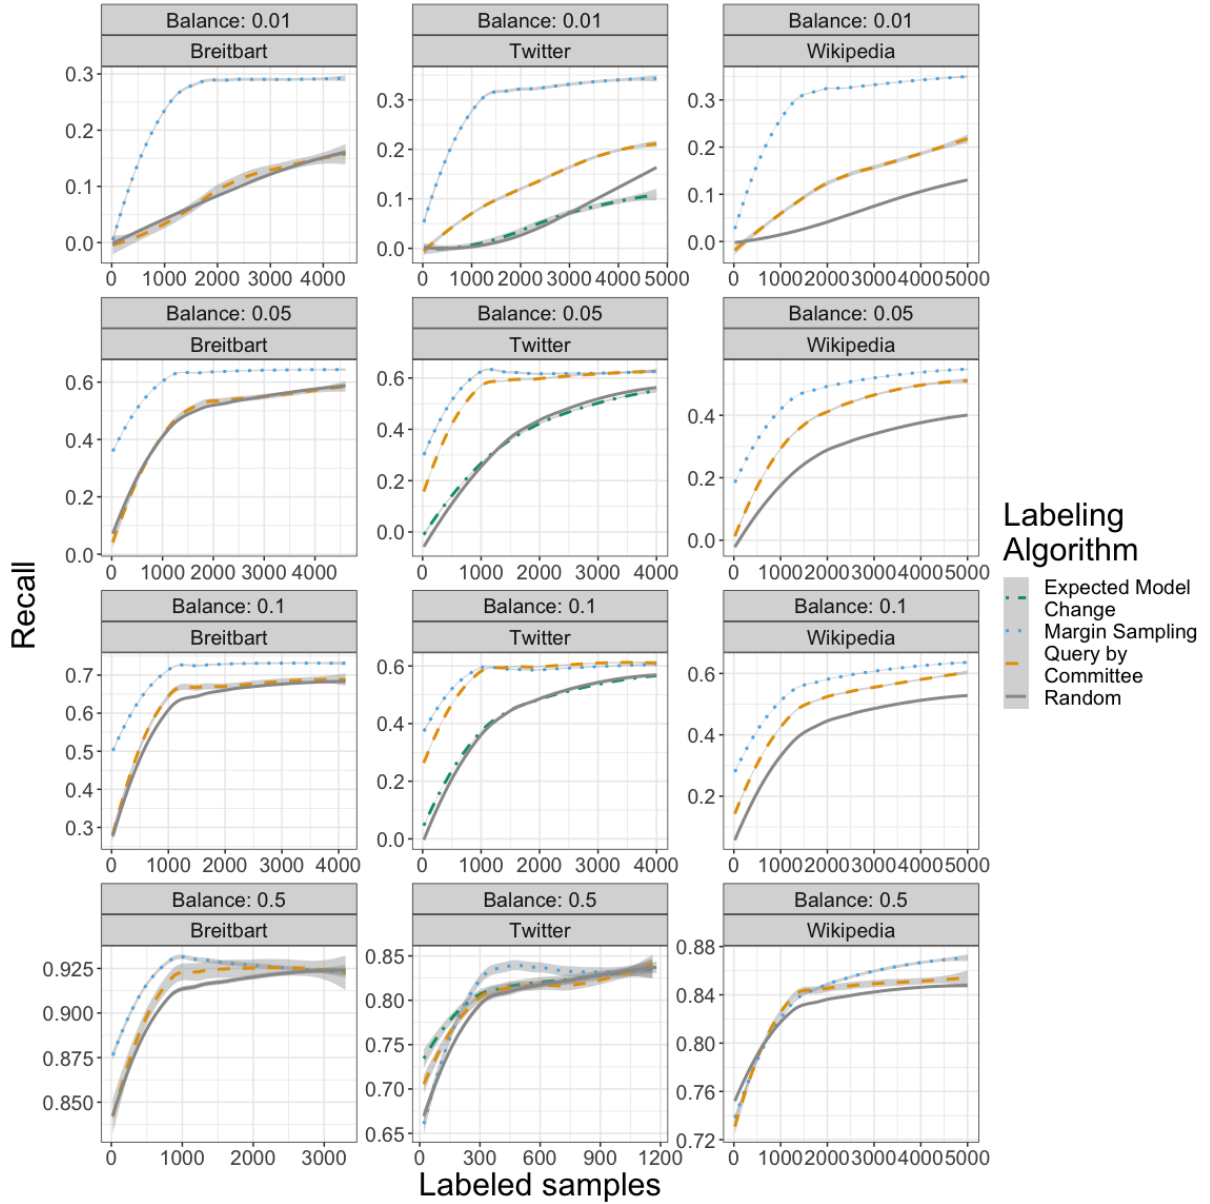 Balance: 0.01 Balance: 0.01 Balance: 0.01
Breitbart Twitter Wikipedia
0.3
0.2
0.1
0.0
0 1000 2000 3000 4000
0.3
0.2
0.1
0.0
0 1000 2000 3000 4000 5000
0.3
0.2
0.1
0.0
0 1000 2000 3000 4000 5000
Balance: 0.05 Balance: 0.05 Balance: 0.05
Breitbart Twitter Wikipedia
0.6
0.4
0.2
0.0
0 1000 2000 3000 4000
0.6
0.4
0.2
0.0
0 1000 2000 3000 4000
0.4
0.2
0.0
0 1000 2000 3000 4000 5000
Balance: 0.1 Balance: 0.1 Balance: 0.1
Breitbart Twitter Wikipedia
0.7
0.6
0.5
0.4
0.3
0 1000 2000 3000 4000
0.6
0.4
0.2
0.0
0 1000 2000 3000 4000
0.6
0.4
0.2
0 1000 2000 3000 4000 5000
Balance: 0.5 Balance: 0.5 Balance: 0.5
Breitbart Twitter Wikipedia
0.925
0.900
0.875
0.850
0 1000 2000 3000
0.85
0.80
0.75
0.70
0.65
0 300 600 900 1200
0.88
0.84
0.80
0.76
0.72
0 1000 2000 3000 4000 5000
Recall
Labeled samples
Labeling
Algorithm
Expected Model
Change
Margin Sampling
Query by
Committee
Random